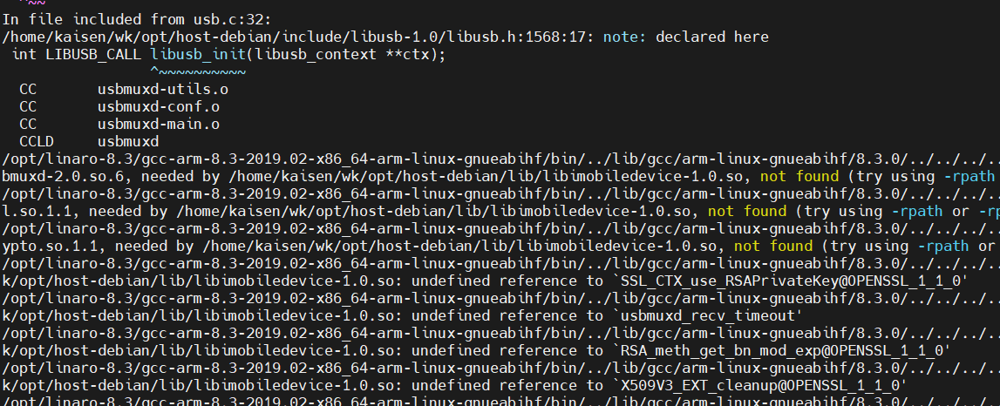 ^~~
In file included from usb.c:32:
/home/kaisen/wk/opt/host-debian/include/libusb-1.0/libusb.h:1568:17: note: declared here
 int LIBUSB_CALL libusb_init(libusb_context **ctx);
                 ^~~~~~~~~~~
  CC       usbmuxd-utils.o
  CC       usbmuxd-conf.o
  CC       usbmuxd-main.o
  CCLD     usbmuxd
/opt/linaro-8.3/gcc-arm-8.3-2019.02-x86_64-arm-linux-gnueabihf/bin/../lib/gcc/arm-linux-gnueabihf/8.3.0/../../../..
bmuxd-2.0.so.6, needed by /home/kaisen/wk/opt/host-debian/lib/libimobiledevice-1.0.so, not found (try using -rpath
/opt/linaro-8.3/gcc-arm-8.3-2019.02-x86_64-arm-linux-gnueabihf/bin/../lib/gcc/arm-linux-gnueabihf/8.3.0/../../../..
l.so.1.1, needed by /home/kaisen/wk/opt/host-debian/lib/libimobiledevice-1.0.so, not found (try using -rpath or -rp
/opt/linaro-8.3/gcc-arm-8.3-2019.02-x86_64-arm-linux-gnueabihf/bin/../lib/gcc/arm-linux-gnueabihf/8.3.0/../../../..
ypto.so.1.1, needed by /home/kaisen/wk/opt/host-debian/lib/libimobiledevice-1.0.so, not found (try using -rpath or
/opt/linaro-8.3/gcc-arm-8.3-2019.02-x86_64-arm-linux-gnueabihf/bin/../lib/gcc/arm-linux-gnueabihf/8.3.0/../../../..
k/opt/host-debian/lib/libimobiledevice-1.0.so: undefined reference to `SSL_CTX_use_RSAPrivateKey@OPENSSL_1_1_0'
/opt/linaro-8.3/gcc-arm-8.3-2019.02-x86_64-arm-linux-gnueabihf/bin/../lib/gcc/arm-linux-gnueabihf/8.3.0/../../../..
k/opt/host-debian/lib/libimobiledevice-1.0.so: undefined reference to `usbmuxd_recv_timeout'
/opt/linaro-8.3/gcc-arm-8.3-2019.02-x86_64-arm-linux-gnueabihf/bin/../lib/gcc/arm-linux-gnueabihf/8.3.0/../../../..
k/opt/host-debian/lib/libimobiledevice-1.0.so: undefined reference to `RSA_meth_get_bn_mod_exp@OPENSSL_1_1_0'
/opt/linaro-8.3/gcc-arm-8.3-2019.02-x86_64-arm-linux-gnueabihf/bin/../lib/gcc/arm-linux-gnueabihf/8.3.0/../../../..
k/opt/host-debian/lib/libimobiledevice-1.0.so: undefined reference to `X509V3_EXT_cleanup@OPENSSL_1_1_0'
/opt/linaro-8.3/gcc-arm-8.3-2019.02-x86_64-arm-linux-gnueabihf/bin/../lib/gcc/arm-linux-gnueabihf/8.3.0/../../../..